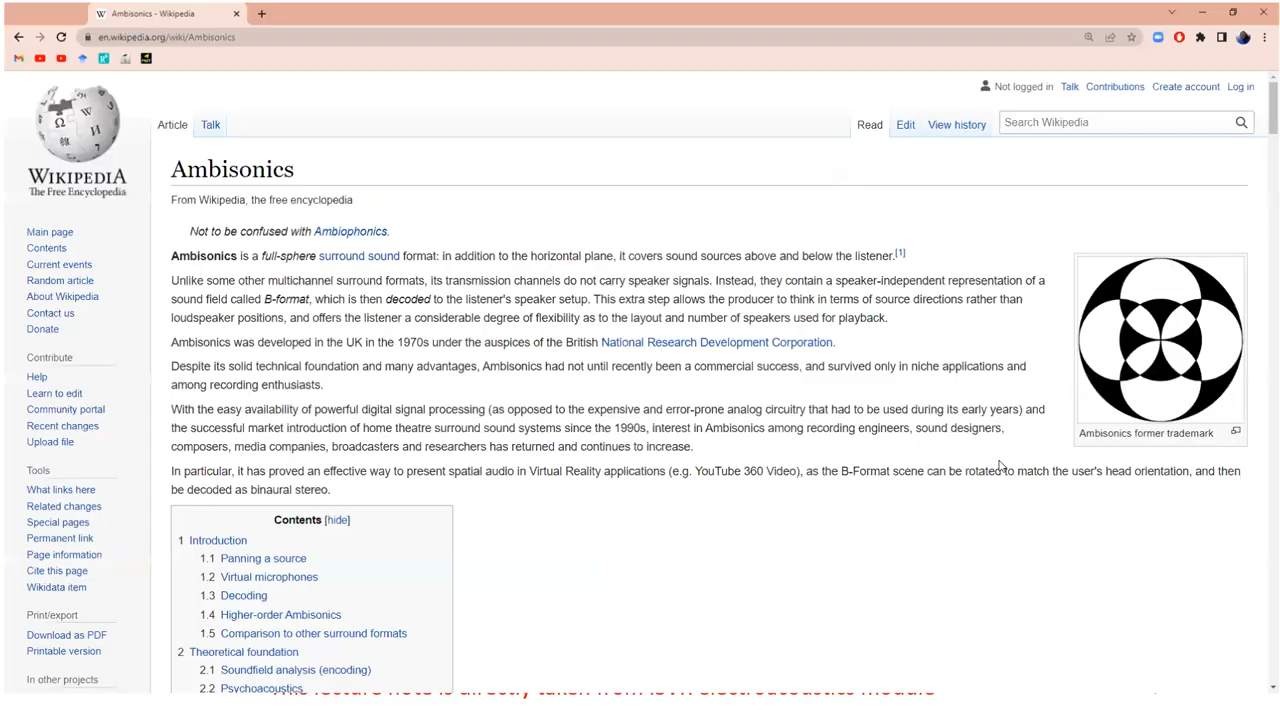 Ambisonics - Wikipedia
en.wikipedia.org/wiki/Ambisonics
WIKIPEDIA
The Free Encyclopedia
Not logged in Talk Contributions Create account Log in
Article Talk Read Edit View history Search Wikipedia
Ambisonics
From Wikipedia, the free encyclopedia
Not to be confused with Ambiophonics.
Ambisonics is a full-sphere surround sound format: in addition to the horizontal plane, it covers sound sources above and below the listener.[1]
Unlike some other multichannel surround formats, its transmission channels do not carry speaker signals. Instead, they contain a speaker-independent representation of a
sound field called B-format, which is then decoded to the listener's speaker setup. This extra step allows the producer to think in terms of source directions rather than
loudspeaker positions, and offers the listener a considerable degree of flexibility as to the layout and number of speakers used for playback.
Ambisonics was developed in the UK in the 1970s under the auspices of the British National Research Development Corporation.
Despite its solid technical foundation and many advantages, Ambisonics had not until recently been a commercial success, and survived only in niche applications and
among recording enthusiasts.
With the easy availability of powerful digital signal processing (as opposed to the expensive and error-prone analog circuitry that had to be used during its early years) and
the successful market introduction of home theatre surround sound systems since the 1990s, interest in Ambisonics among recording engineers, sound designers,
composers, media companies, broadcasters and researchers has returned and continues to increase.
In particular, it has proved an effective way to present spatial audio in Virtual Reality applications (e.g. YouTube 360 Video), as the B-Format scene can be rotated to match the user's head orientation, and then
be decoded as binaural stereo.
Ambisonics former trademark
Contents [hide]
1 Introduction
1.1 Panning a source
1.2 Virtual microphones
1.3 Decoding
1.4 Higher-order Ambisonics
1.5 Comparison to other surround formats
2 Theoretical foundation
2.1 Soundfield analysis (encoding)
2.2 Psychoacoustics
Main page
Contents
Current events
Random article
About Wikipedia
Contact us
Donate
Contribute
Help
Learn to edit
Community portal
Recent changes
Upload file
Tools
What links here
Related changes
Special pages
Permanent link
Page information
Cite this page
Wikidata item
Print/export
Download as PDF
Printable version
In other projects
lecture note is directly taken from